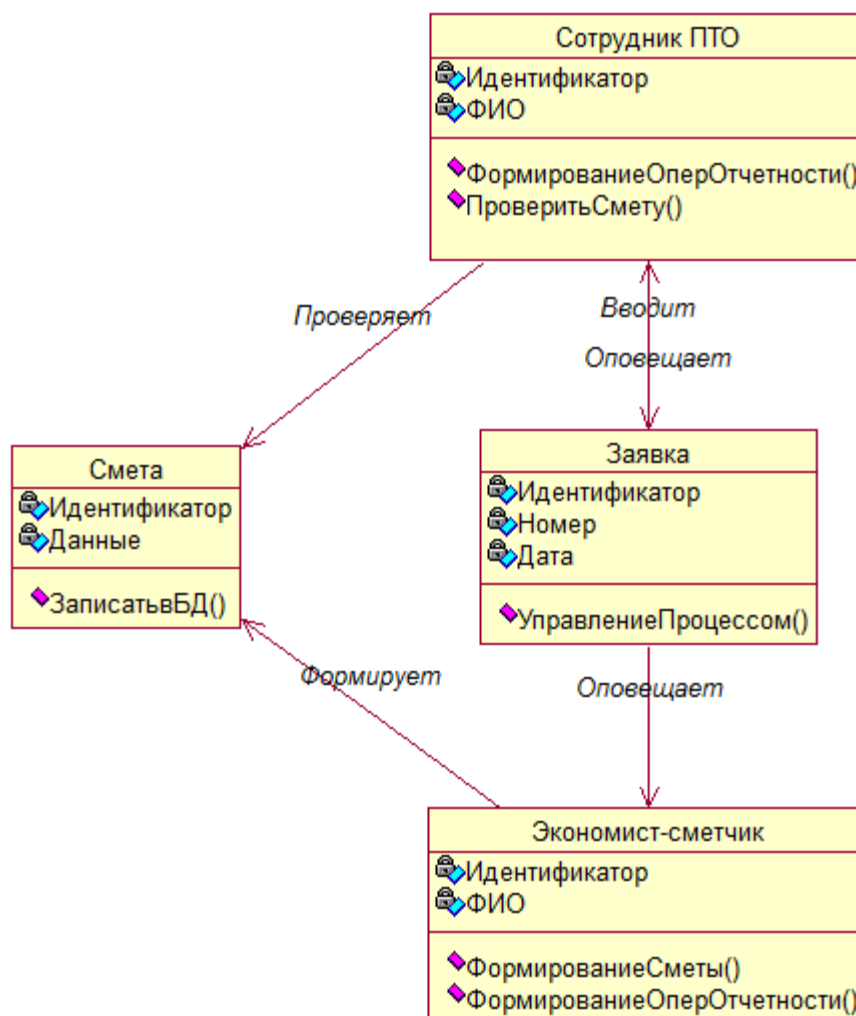 Сотрудник ПТО
Идентификатор
ФИО
ФормированиеОперОтчетности()
ПроверитьСмету()
Проверяет
Вводит
Оповещает
Смета
Идентификатор
Данные
ЗаписатьвБД()
Заявка
Идентификатор
Номер
Дата
УправлениеПроцессом()
Формирует
Оповещает
Экономист-сметчик
Идентификатор
ФИО
ФормированиеСметы()
ФормированиеОперОтчетности()